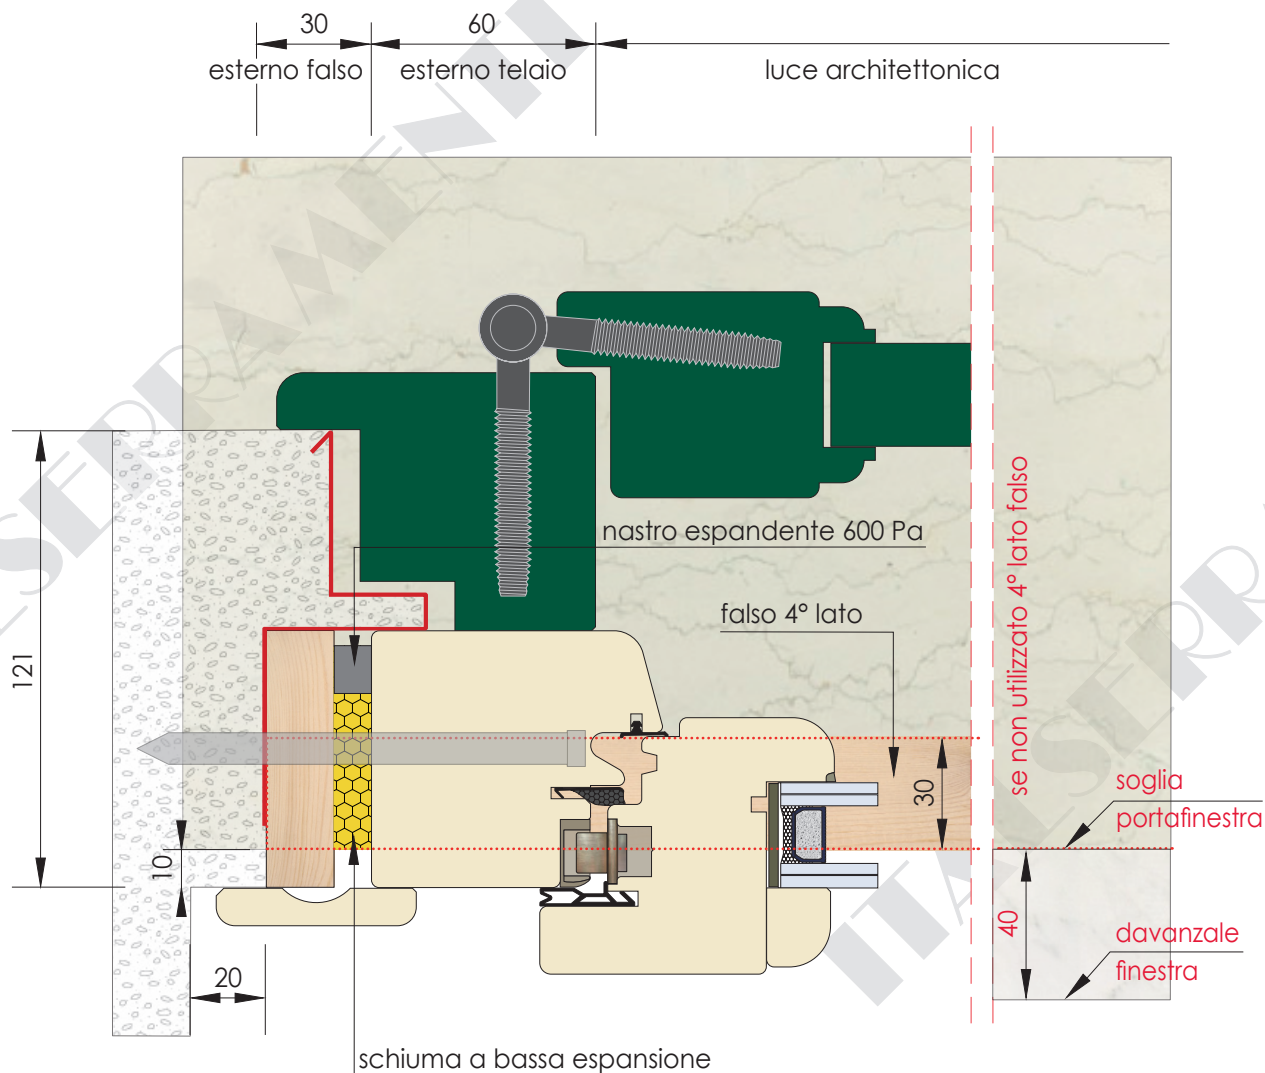 30
60
esterno falso
esterno telaio
luce architettonica
nastro espandente 600 Pa
falso 4° lato
se non utilizzato 4° lato falso
121
30
soglia
portafinestra
10
40
davanzale
finestra
20
schiuma a bassa espansione
ITALSERRAMENTI